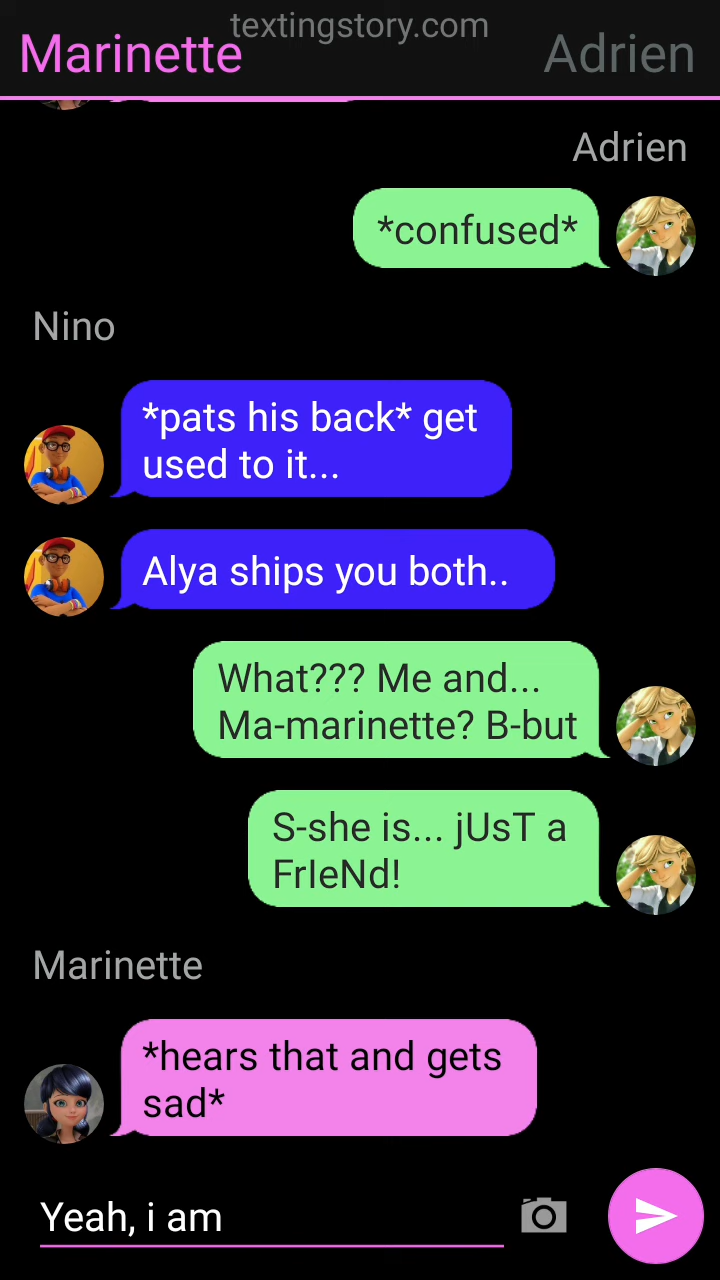 textingstory.com
Marinette
Adrien
Adrien
*confused*
Nino
*pats his back* get
used to it...
Alya ships you both..
What??? Me and...
Ma-marinette? B-but
S-she is... jUsT a
FrIeNd!
Marinette
*hears that and gets
sad*
Yeah, i am